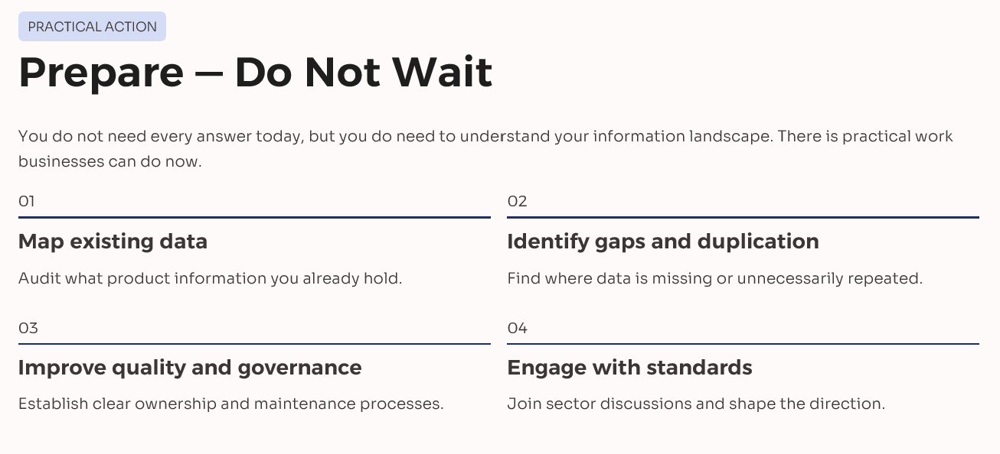 PRACTICAL ACTION
Prepare — Do Not Wait
You do not need every answer today, but you do need to understand your information landscape. There is practical work
businesses can do now.
01
Map existing data
Audit what product information you already hold.
02
Identify gaps and duplication
Find where data is missing or unnecessarily repeated.
03
Improve quality and governance
Establish clear ownership and maintenance processes.
04
Engage with standards
Join sector discussions and shape the direction.